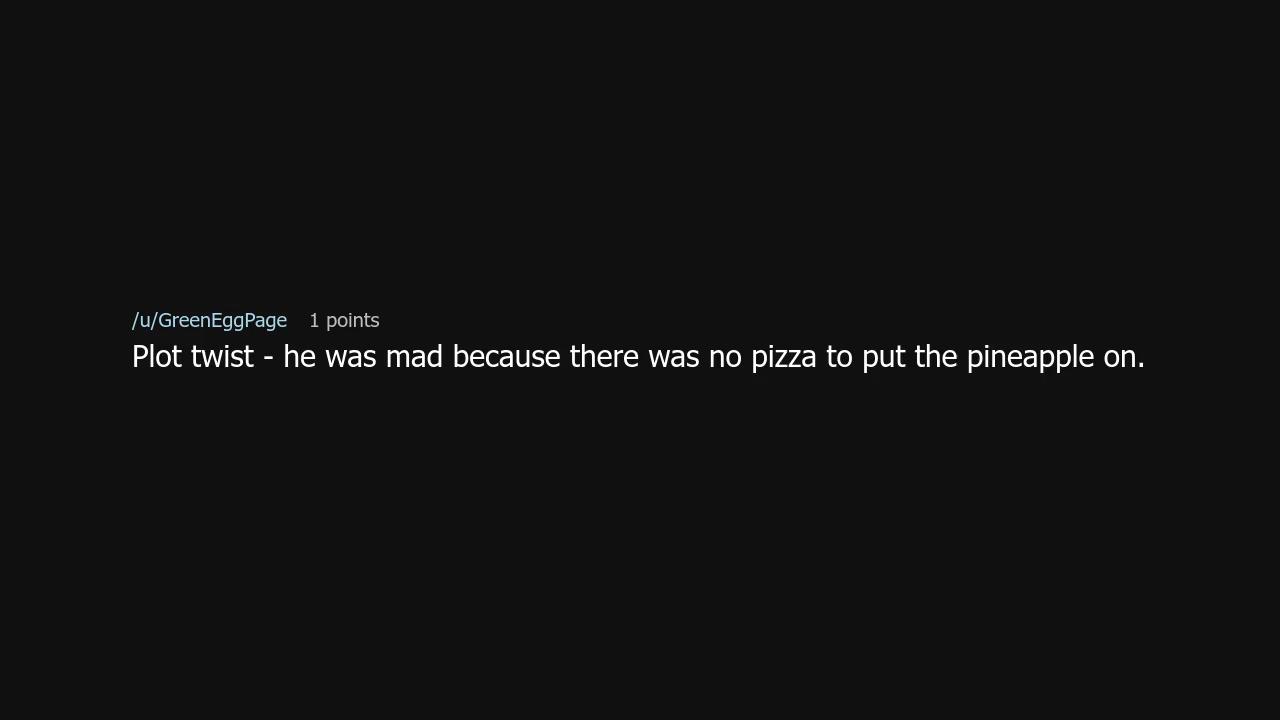 /u/GreenEggPage 1 points
Plot twist - he was mad because there was no pizza to put the pineapple on.